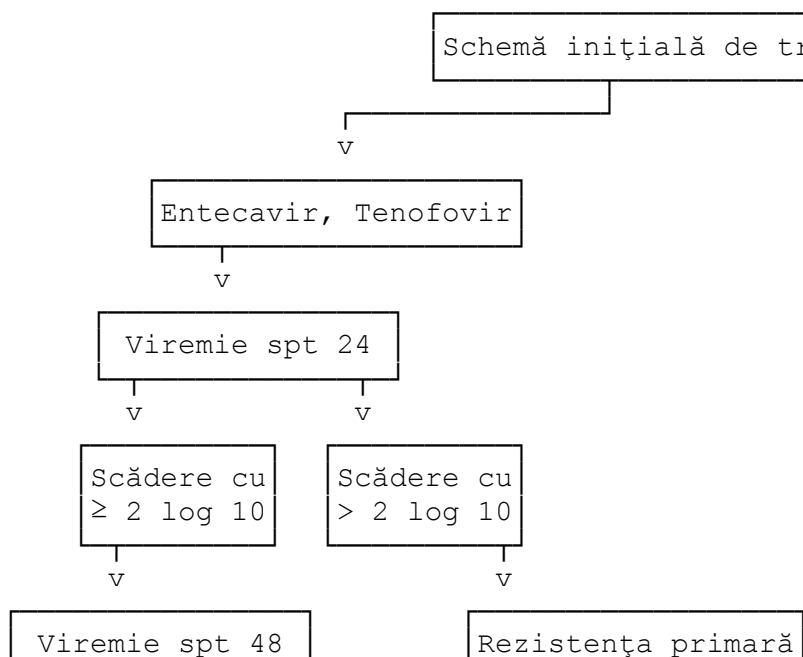 Schemă iniţială de
v
Entecavir, Tenofovir
v
Viremie spt 24
v v
Scădere cu Scădere cu
≥ 2 log 10 > 2 log 10
v v
Viremie spt 48 Rezistenţa primară